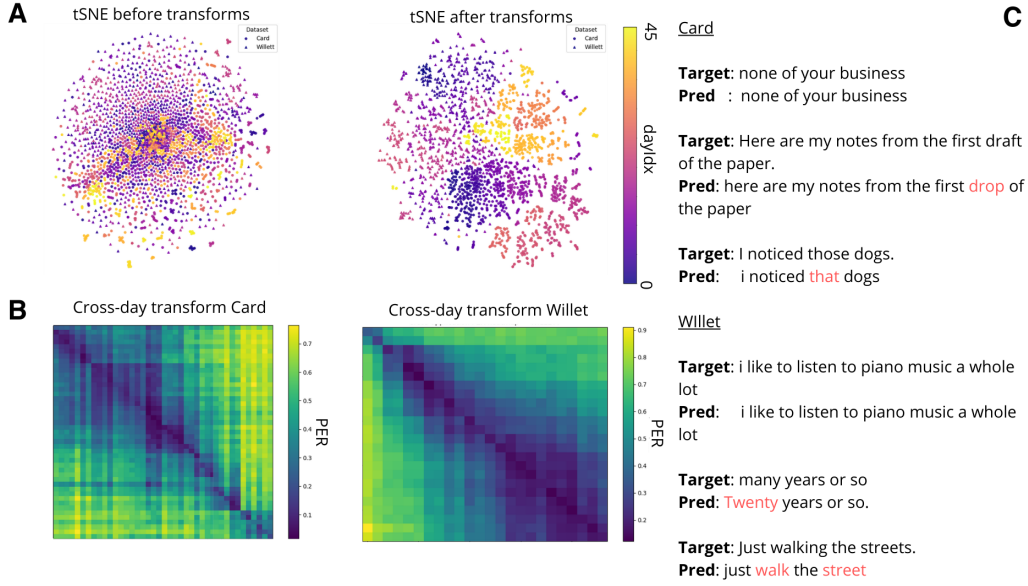 A
tSNE before transforms
Dataset
Card
Willett
tSNE after transforms
Dataset
Card
Willett
45
dayIdx
0
B
Cross-day transform Card
0.7
0.6
0.5
0.4
0.3
0.2
0.1
PER
Cross-day transform Willet
0.9
0.8
0.7
0.6
0.5
0.4
0.3
0.2
PER
C
Card
Target: none of your business
Pred : none of your business
Target: Here are my notes from the first draft
of the paper.
Pred: here are my notes from the first drop of
the paper
Target: I noticed those dogs.
Pred: i noticed that dogs
WIllet
Target: i like to listen to piano music a whole
lot
Pred: i like to listen to piano music a whole
lot
Target: many years or so
Pred: Twenty years or so.
Target: Just walking the streets.
Pred: just walk the street